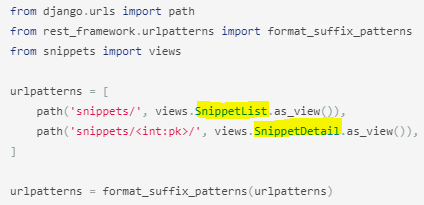 from django.urls import path
from rest_framework.urlpatterns import format_suffix_patterns
from snippets import views

urlpatterns = [
    path('snippets/', views.SnippetList.as_view()),
    path('snippets/<int:pk>/', views.SnippetDetail.as_view()),
]

urlpatterns = format_suffix_patterns(urlpatterns)